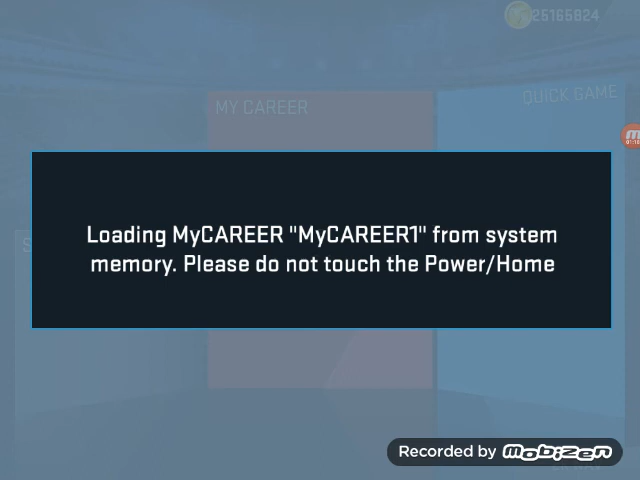 25165824
MY CAREER
QUICK GAME
Loading MyCAREER "MyCAREER1" from system
memory. Please do not touch the Power/Home
Recorded by Mobizen